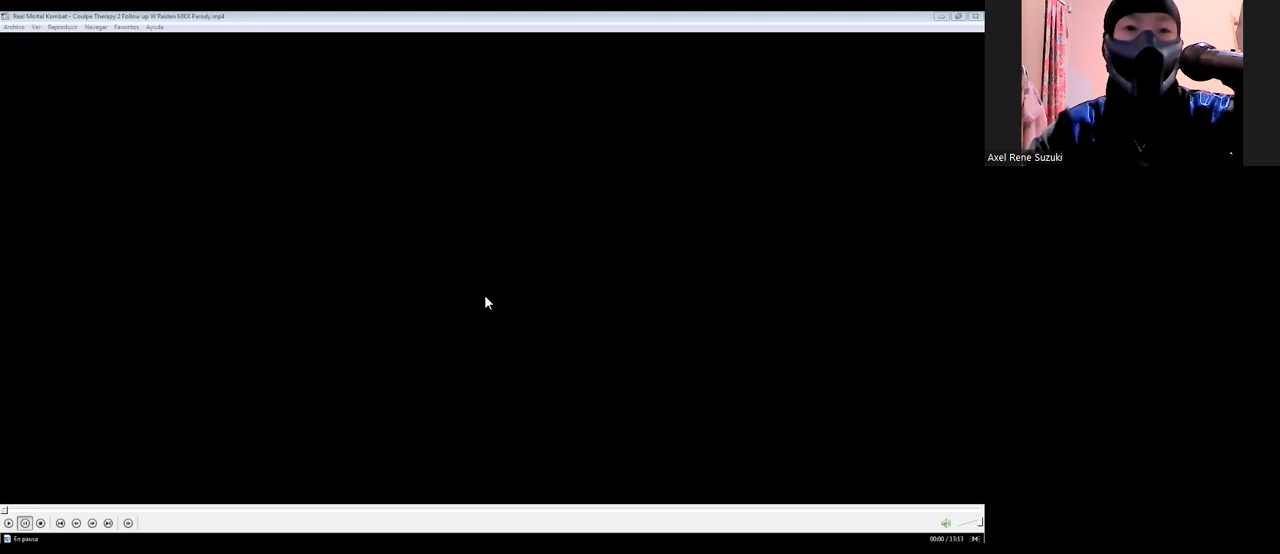 Real Mortal Kombat - Coulpe Therapy 2 Follow up W Raiden MKX Parody.mp4
Archivo Ver Reproducir Navegar Favoritos Ayuda
Axel Rene Suzuki
En pausa
00:00 / 13:13